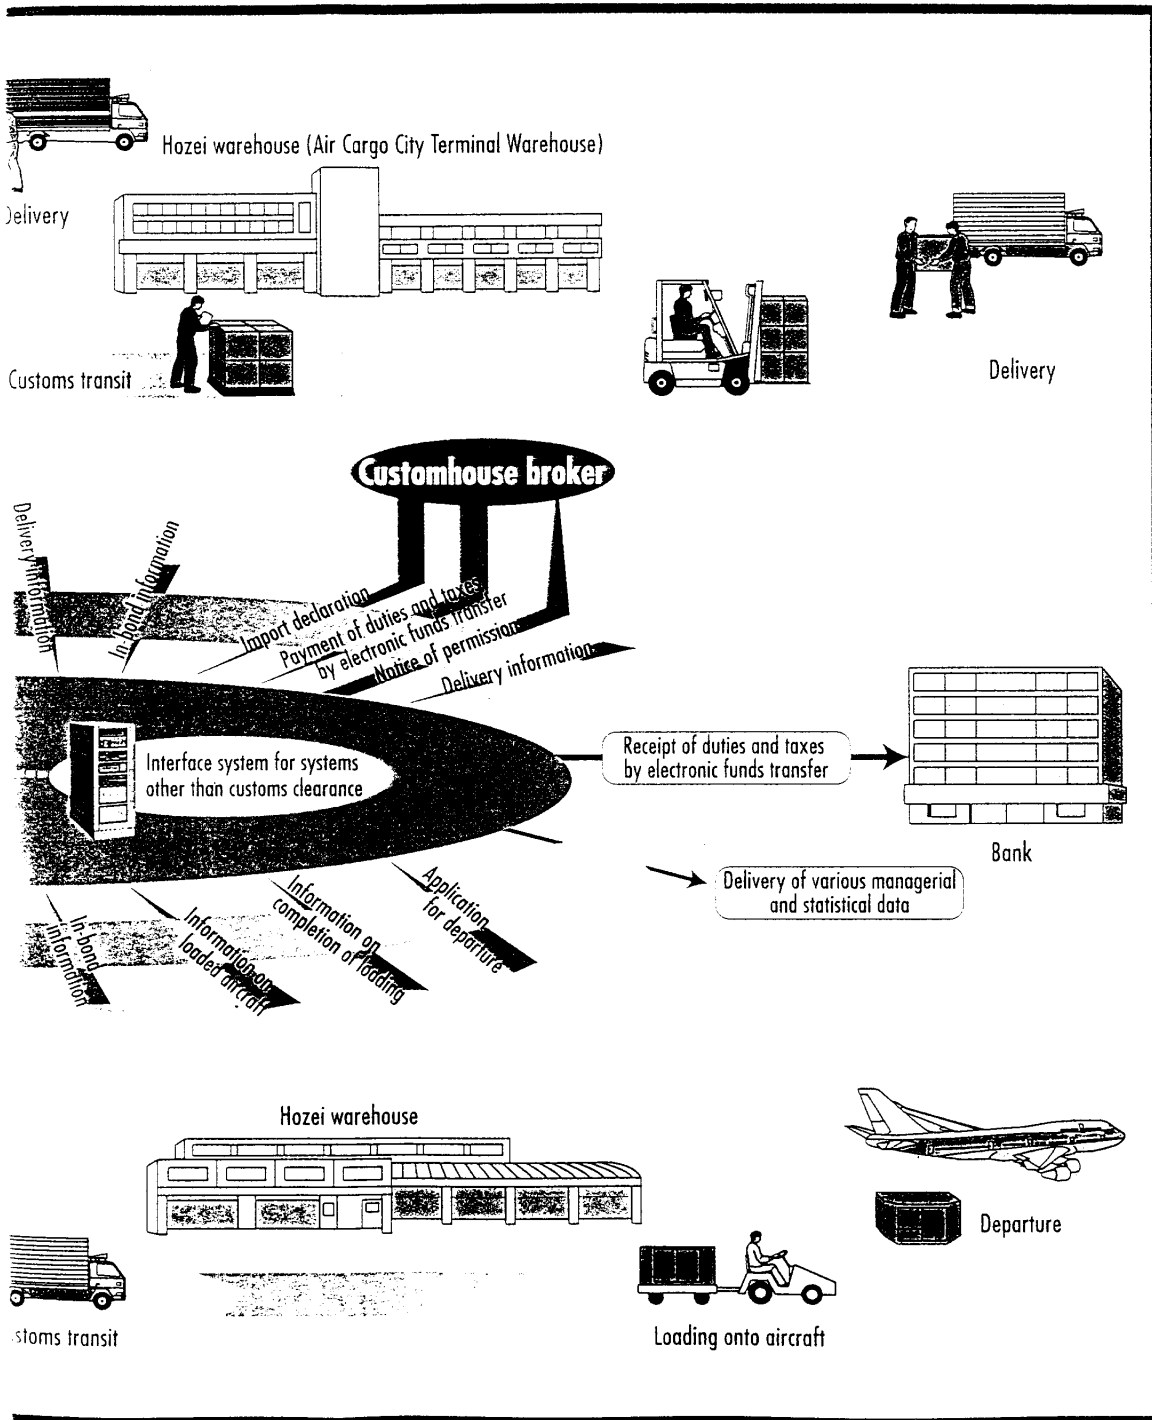 Hozei warehouse (Air Cargo City Terminal Warehouse)
Delivery
Customs transit
Delivery
Customhouse broker
Delivery information
In-bond information
Import declaration
Payment of duties and taxes
by electronic funds transfer
Notice of permission
Delivery information
Interface system for systems
other than customs clearance
Receipt of duties and taxes
by electronic funds transfer
Bank
Delivery of various managerial
and statistical data
In-bond
information
Information on
loaded aircraft
Information on
completion of loading
Application
for departure
Hozei warehouse
Departure
stoms transit
Loading onto aircraft